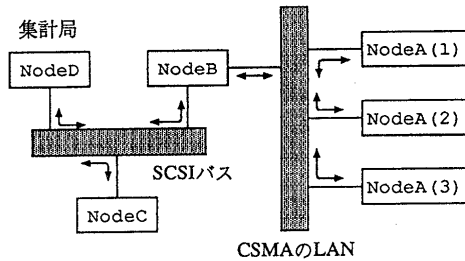 集計局
NodeD
NodeB
NodeA(1)
NodeA(2)
NodeA(3)
SCSIバス
NodeC
CSMAのLAN